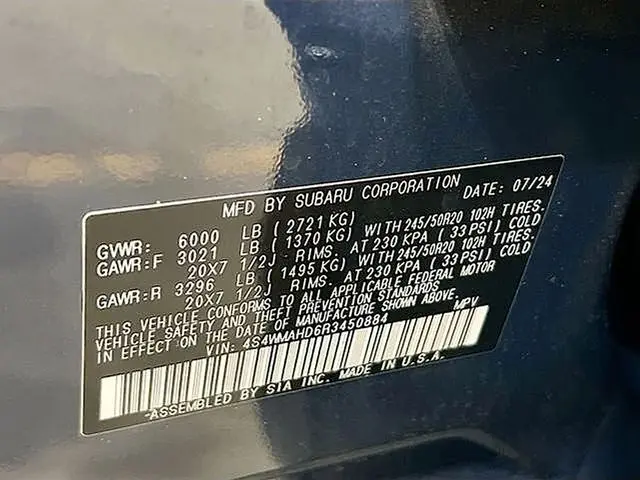 MFD BY SUBARU CORPORATION DATE: 07/24
GVWR: 6000 LB (2721 KG)
GAWR:F 3021 LB (1370 KG) WITH 245/50R20 102H TIRES.
20X7 1/2J RIMS. AT 230 KPA (33 PSI) COLD
GAWR:R 3296 LB (1495 KG) WITH 245/50R20 102H TIRES.
20X7 1/2J RIMS. AT 230 KPA (33 PSI) COLD.
THIS VEHICLE CONFORMS TO ALL APPLICABLE FEDERAL MOTOR
VEHICLE SAFETY AND THEFT PREVENTION STANDARDS
IN EFFECT ON THE DATE OF MANUFACTURE SHOWN ABOVE.
VIN: 4S4WMAHD6R3450884 MPV
ASSEMBLED BY SIA INC. MADE IN U.S.A.